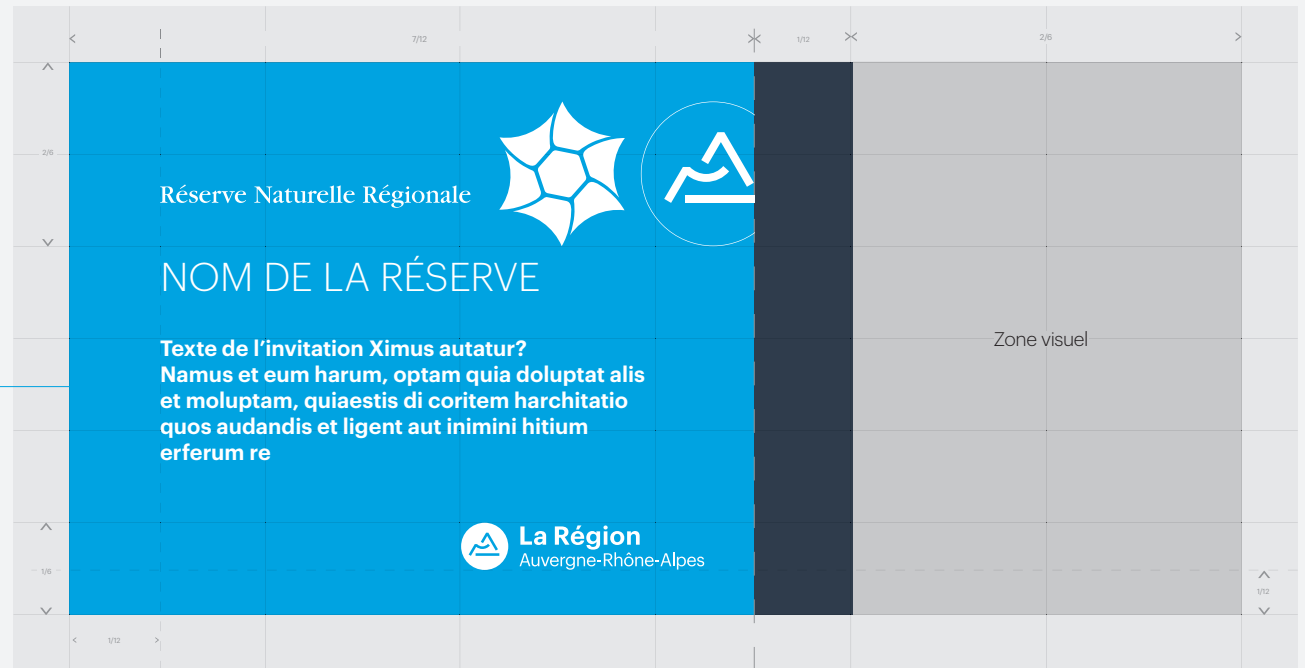 7/12
1/12
2/6
2/6
Réserve Naturelle Régionale
NOM DE LA RÉSERVE
Zone visuel
Texte de l’invitation Ximus autatur?
Namus et eum harum, optam quia doluptat alis
et moluptam, quiaestis di coritem harchitatio
quos audandis et ligent aut inimini hitium
erferum re
La Région
Auvergne-Rhône-Alpes
1/6
1/12
1/12